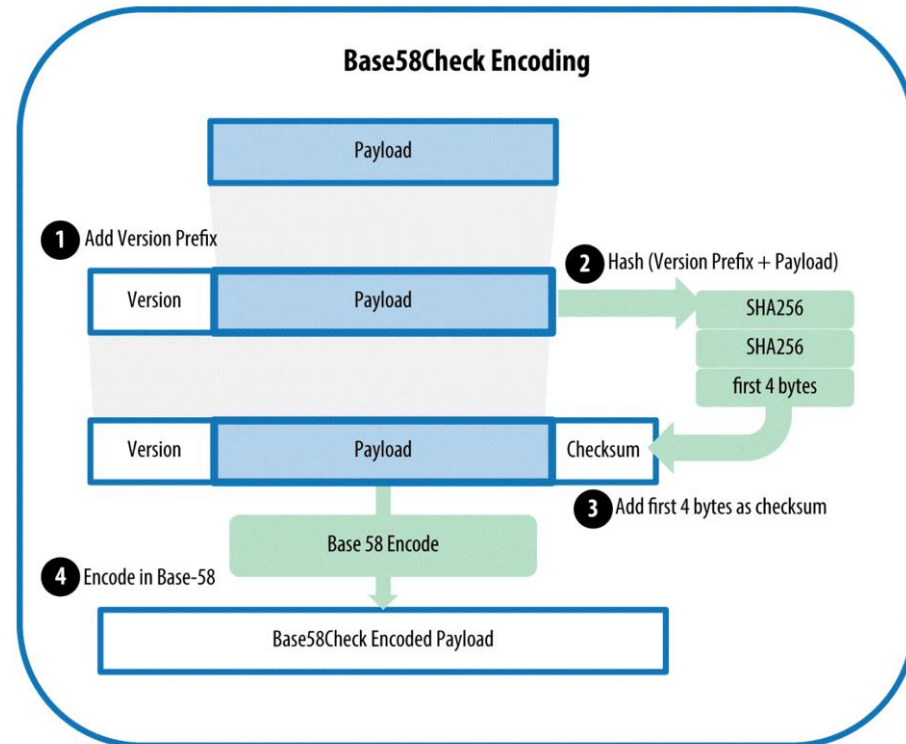 Base58Check Encoding
Payload
1 Add Version Prefix
2 Hash (Version Prefix + Payload)
Version Payload
SHA256
SHA256
first 4 bytes
Version Payload Checksum
3 Add first 4 bytes as checksum
Base 58 Encode
4 Encode in Base-58
Base58Check Encoded Payload